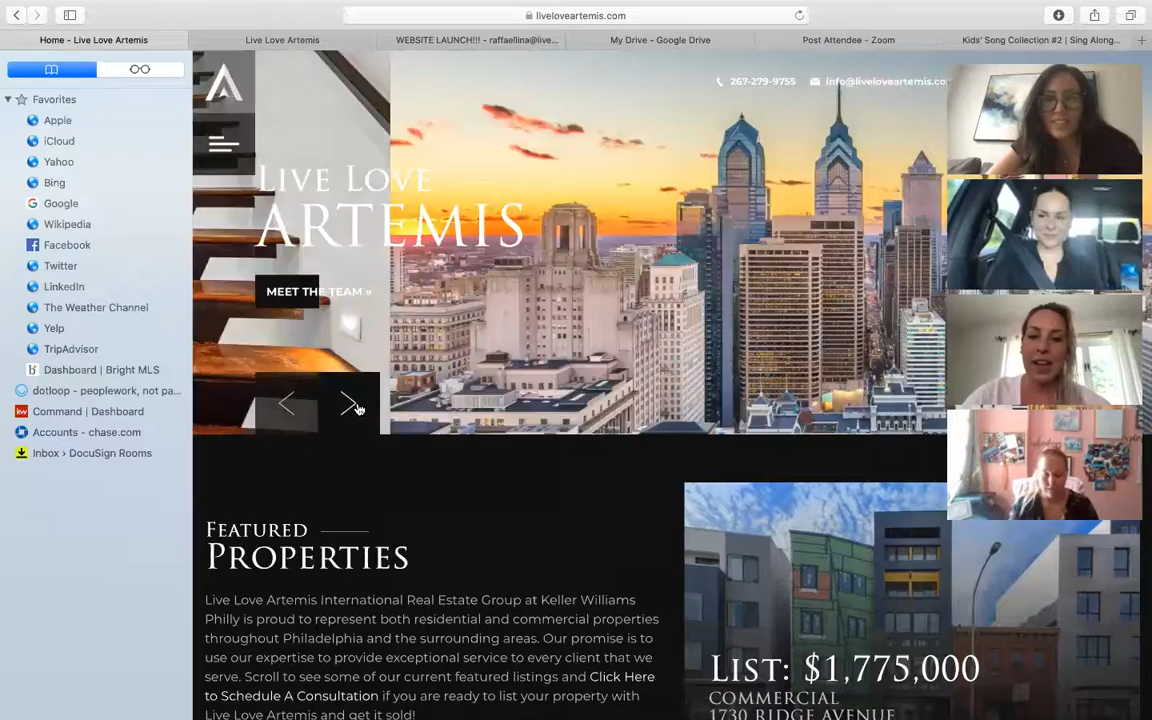 liveloveartemis.com
Home - Live Love Artemis
Live Love Artemis
WEBSITE LAUNCH!!! - raffaellina@live...
My Drive - Google Drive
Post Attendee - Zoom
Kids' Song Collection #2 | Sing Along...
Favorites
Apple
iCloud
Yahoo
Bing
Google
Wikipedia
Facebook
Twitter
LinkedIn
The Weather Channel
Yelp
TripAdvisor
Dashboard | Bright MLS
dotloop - peoplework, not pa...
Command | Dashboard
Accounts - chase.com
Inbox › DocuSign Rooms
267-279-9755
info@liveloveartemis.co
LIVE LOVE
ARTEMIS
MEET THE TEAM »
FEATURED
PROPERTIES
Live Love Artemis International Real Estate Group at Keller Williams
Philly is proud to represent both residential and commercial properties
throughout Philadelphia and the surrounding areas. Our promise is to
use our expertise to provide exceptional service to every client that we
serve. Scroll to see some of our current featured listings and Click Here
to Schedule A Consultation if you are ready to list your property with
Live Love Artemis and get it sold!
LIST: $1,775,000
COMMERCIAL
1730 RIDGE AVENUE